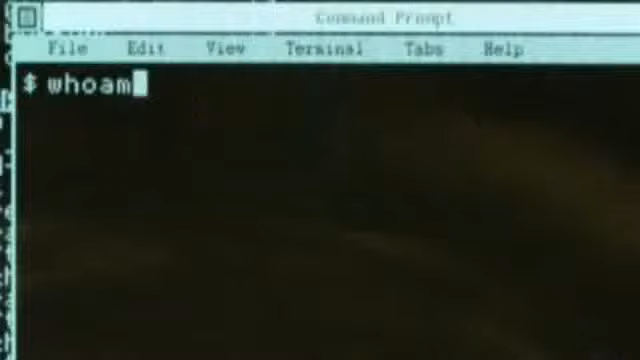 Command Prompt
File Edit View Terminal Tabs Help
$ whoam